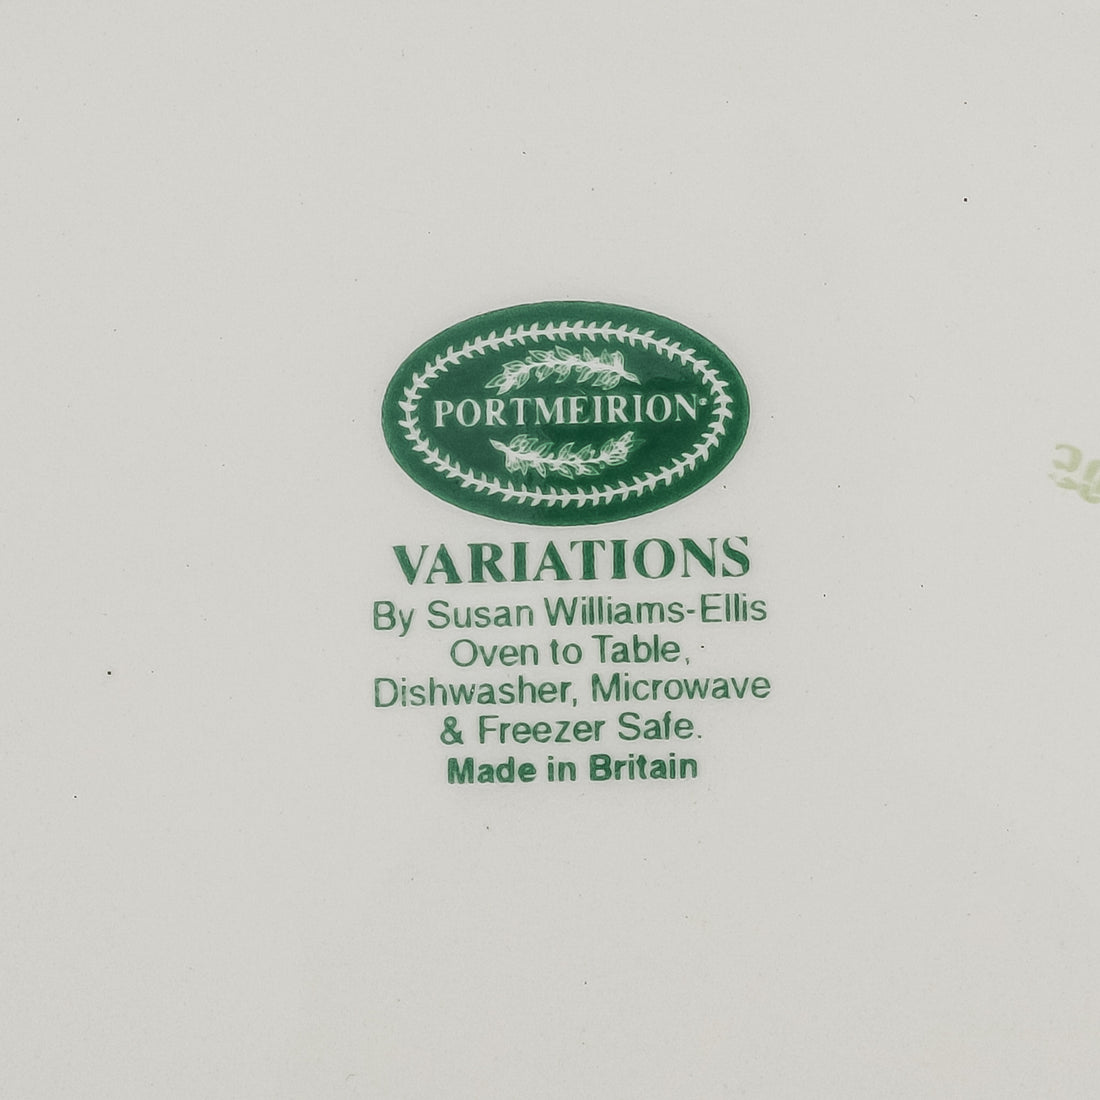 PORTMEIRION®
VARIATIONS
By Susan Williams-Ellis
Oven to Table,
Dishwasher, Microwave
& Freezer Safe.
Made in Britain